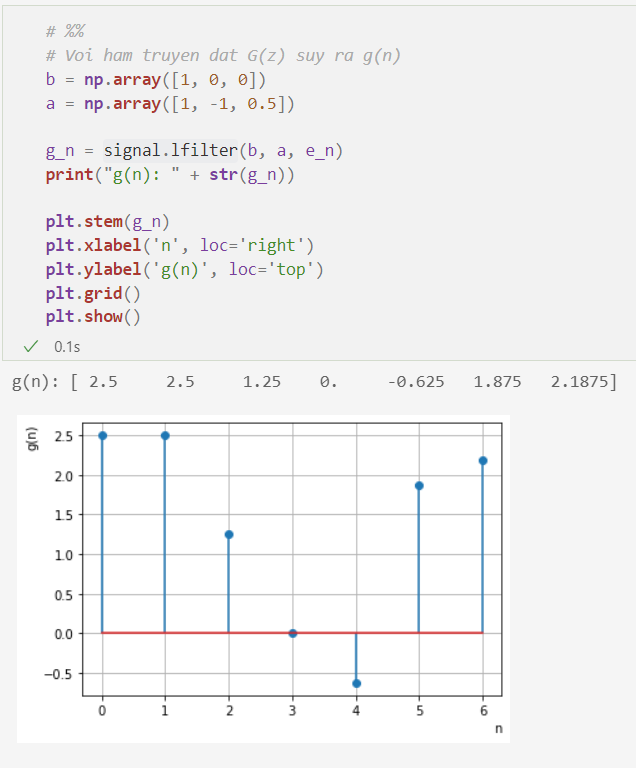 # %%
# Voi ham truyen dat G(z) suy ra g(n)
b = np.array([1, 0, 0])
a = np.array([1, -1, 0.5])
g_n = signal.lfilter(b, a, e_n)
print("g(n): " + str(g_n))
plt.stem(g_n)
plt.xlabel('n', loc='right')
plt.ylabel('g(n)', loc='top')
plt.grid()
plt.show()
✓ 0.1s
g(n): [ 2.5     2.5     1.25    0.     -0.625   1.875   2.1875]
g(n)
2.5
2.0
1.5
1.0
0.5
0.0
−0.5
0 1 2 3 4 5 6
n